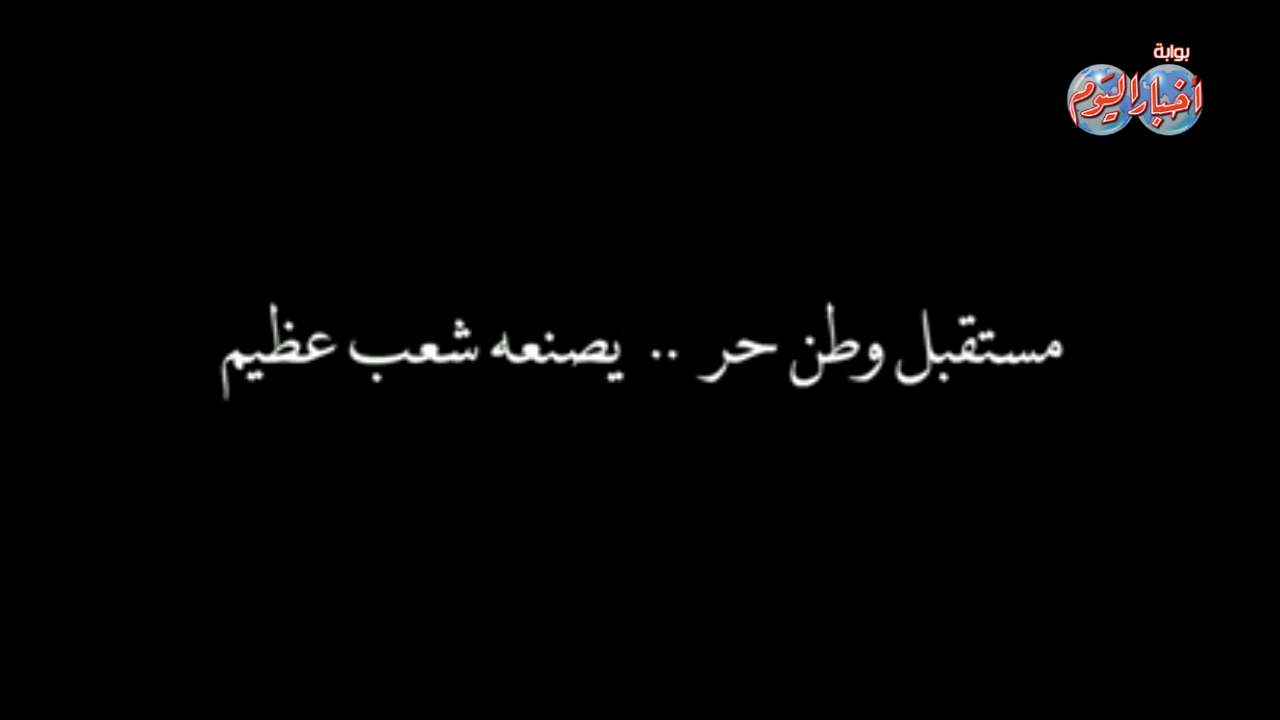 بوابة
أخبار اليوم
مستقبل وطن حر .. يصنعه شعب عظيم